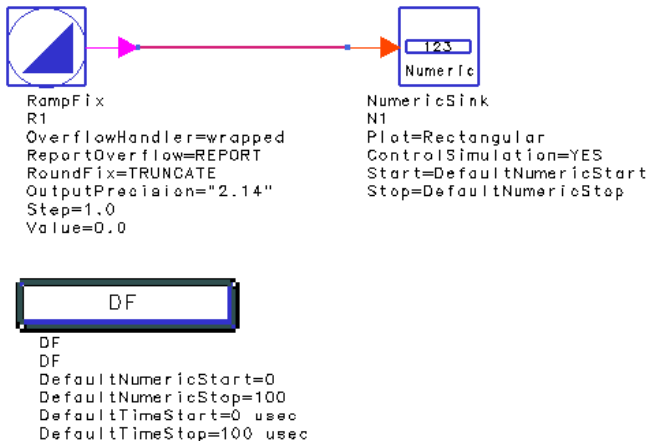 123
Numeric
RampFix
R1
OverflowHandler=wrapped
ReportOverflow=REPORT
RoundFix=TRUNCATE
OutputPrecision="2.14"
Step=1.0
Value=0.0
NumericSink
N1
Plot=Rectangular
ControlSimulation=YES
Start=DefaultNumericStart
Stop=DefaultNumericStop
DF
DF
DF
DefaultNumericStart=0
DefaultNumericStop=100
DefaultTimeStart=0 usec
DefaultTimeStop=100 usec